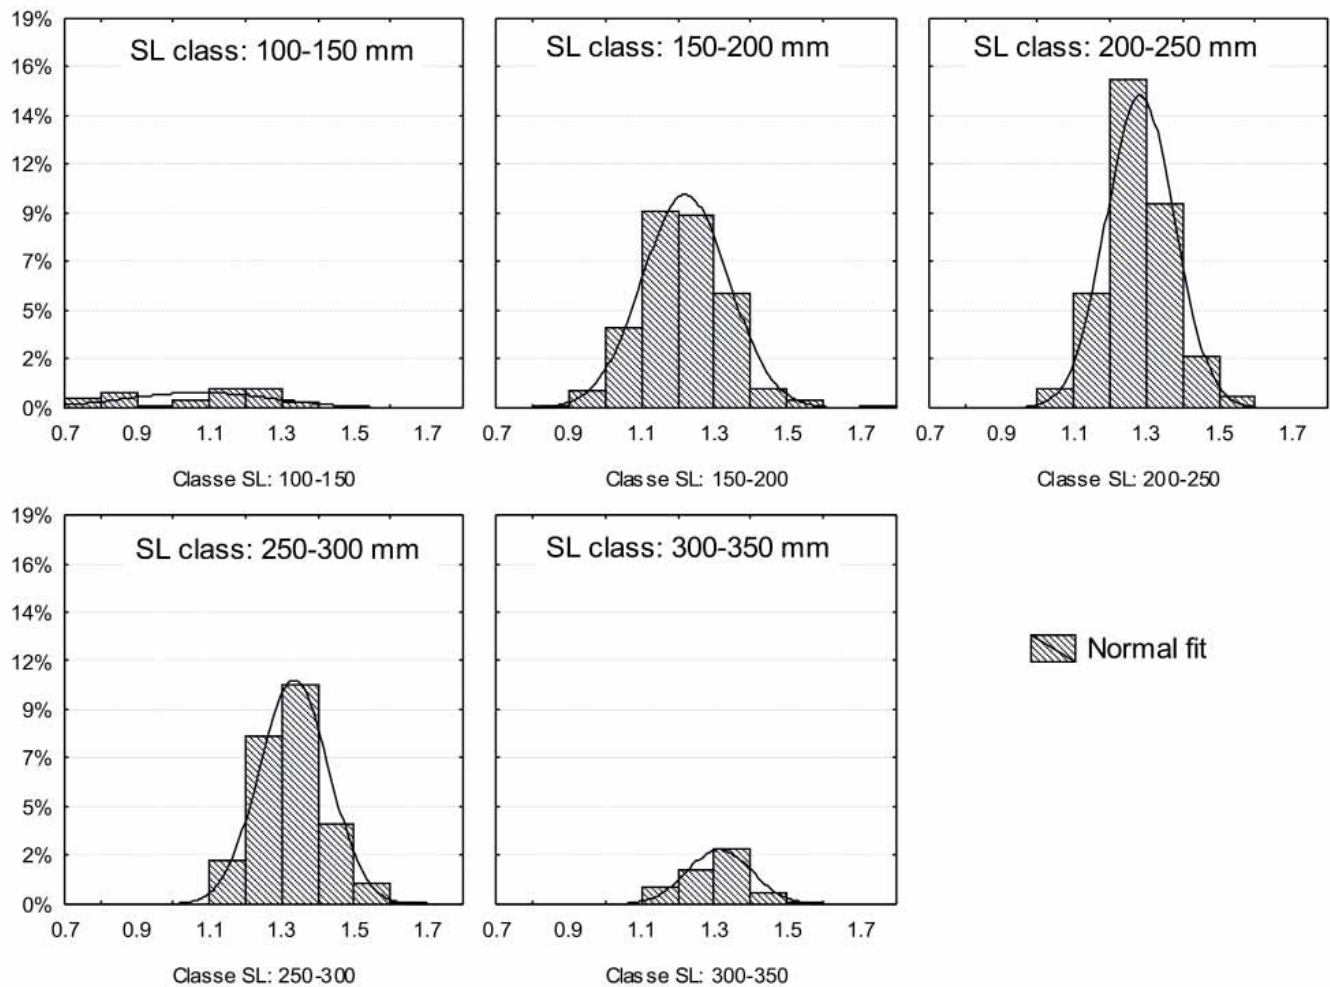 19%
16%
14%
12%
9%
7%
5%
2%
0%
SL class: 100-150 mm
SL class: 150-200 mm
SL class: 200-250 mm
0.7 0.9 1.1 1.3 1.5 1.7
0.7 0.9 1.1 1.3 1.5 1.7
0.7 0.9 1.1 1.3 1.5 1.7
Classe SL: 100-150
Classe SL: 150-200
Classe SL: 200-250
19%
16%
14%
12%
9%
7%
5%
2%
0%
SL class: 250-300 mm
SL class: 300-350 mm
Normal fit
0.7 0.9 1.1 1.3 1.5 1.7
0.7 0.9 1.1 1.3 1.5 1.7
Classe SL: 250-300
Classe SL: 300-350